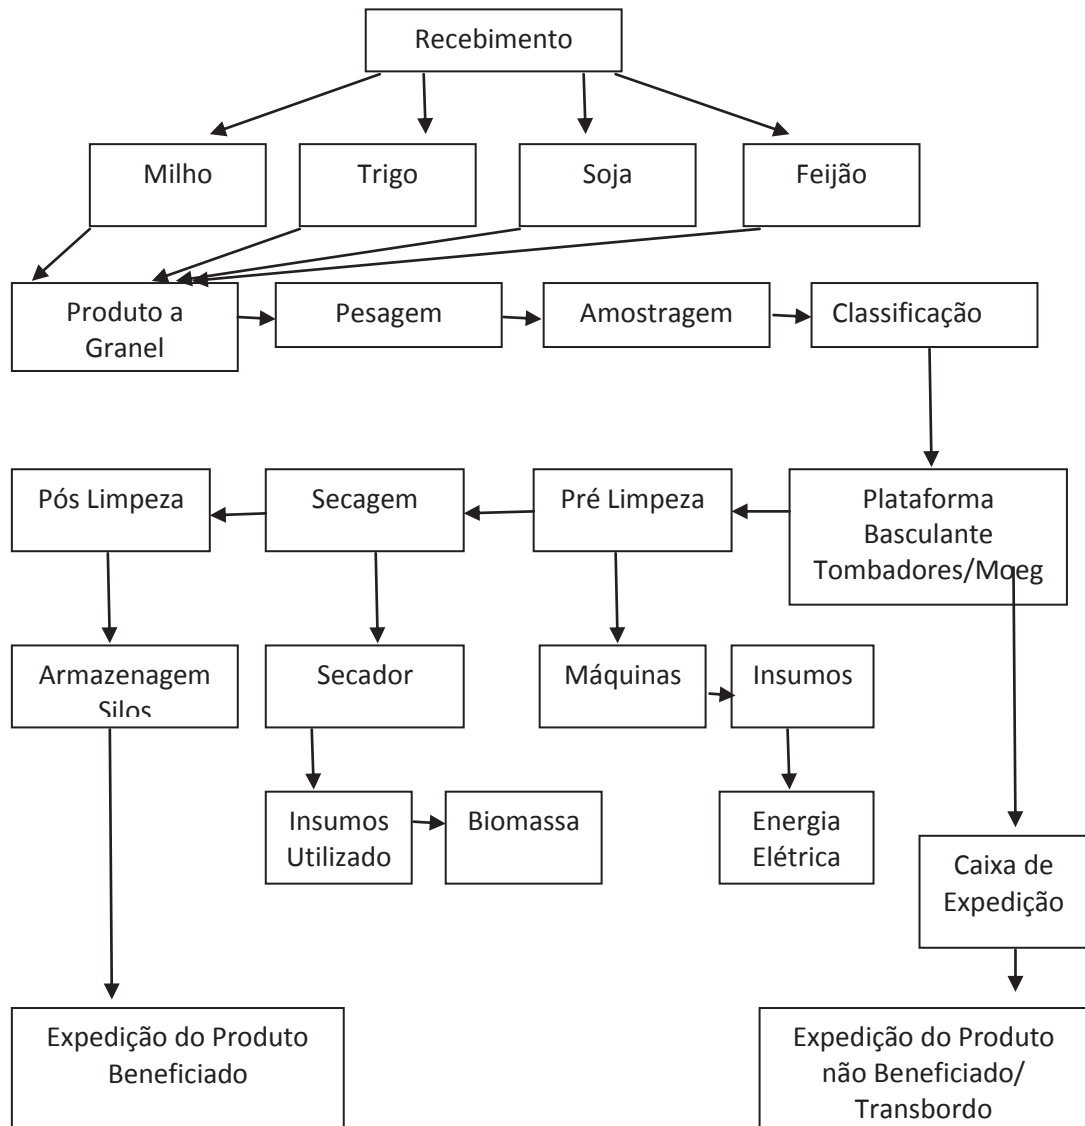 Recebimento
Milho
Trigo
Soja
Feijão
Produto a
Granel
Pesagem
Amostragem
Classificação
Pós Limpeza
Secagem
Pré Limpeza
Plataforma
Basculante
Tombadores/Moeg
Armazenagem
Silos
Secador
Máquinas
Insumos
Insumos
Utilizado
Biomassa
Energia
Elétrica
Caixa de
Expedição
Expedição do Produto
Beneficiado
Expedição do Produto
não Beneficiado/
Transbordo